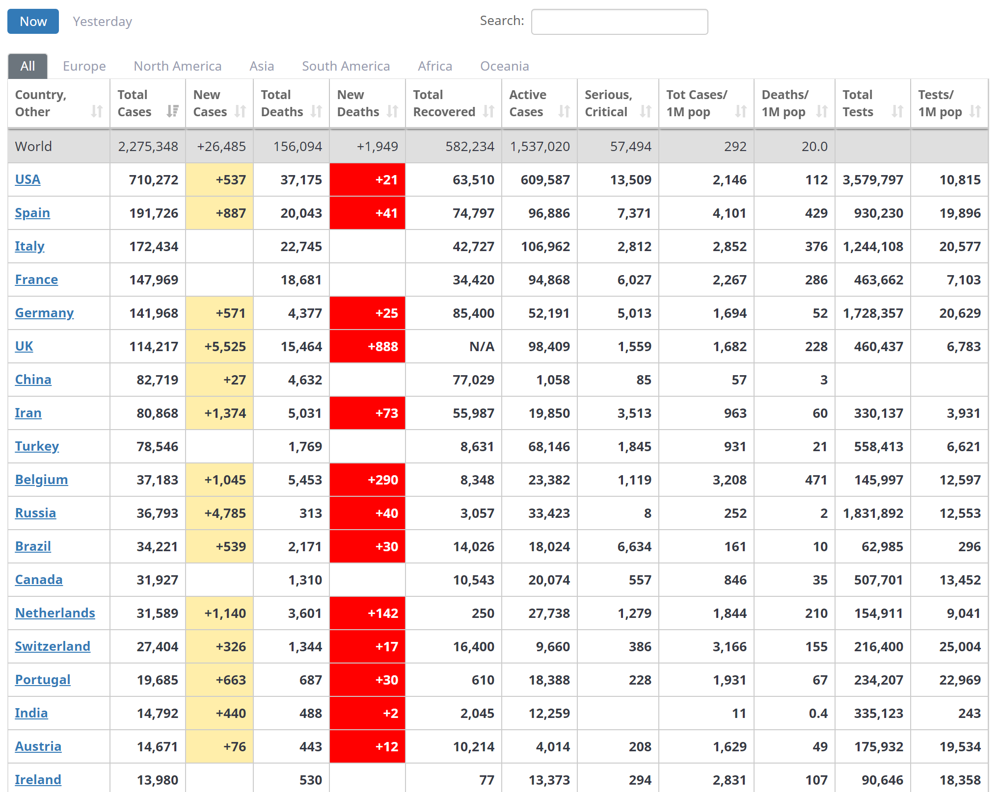 Now Yesterday Search:
All Europe North America Asia South America Africa Oceania
Country, Total New Total New Total Active Serious, Tot Cases/ Deaths/ Total Tests/
Other Cases Cases Deaths Deaths Recovered Cases Critical 1M pop 1M pop Tests 1M pop
World 2,275,348 +26,485 156,094 +1,949 582,234 1,537,020 57,494 292 20.0
USA 710,272 +537 37,175 +21 63,510 609,587 13,509 2,146 112 3,579,797 10,815
Spain 191,726 +887 20,043 +41 74,797 96,886 7,371 4,101 429 930,230 19,896
Italy 172,434 22,745 42,727 106,962 2,812 2,852 376 1,244,108 20,577
France 147,969 18,681 34,420 94,868 6,027 2,267 286 463,662 7,103
Germany 141,968 +571 4,377 +25 85,400 52,191 5,013 1,694 52 1,728,357 20,629
UK 114,217 +5,525 15,464 +888 N/A 98,409 1,559 1,682 228 460,437 6,783
China 82,719 +27 4,632 77,029 1,058 85 57 3
Iran 80,868 +1,374 5,031 +73 55,987 19,850 3,513 963 60 330,137 3,931
Turkey 78,546 1,769 8,631 68,146 1,845 931 21 558,413 6,621
Belgium 37,183 +1,045 5,453 +290 8,348 23,382 1,119 3,208 471 145,997 12,597
Russia 36,793 +4,785 313 +40 3,057 33,423 8 252 2 1,831,892 12,553
Brazil 34,221 +539 2,171 +30 14,026 18,024 6,634 161 10 62,985 296
Canada 31,927 1,310 10,543 20,074 557 846 35 507,701 13,452
Netherlands 31,589 +1,140 3,601 +142 250 27,738 1,279 1,844 210 154,911 9,041
Switzerland 27,404 +326 1,344 +17 16,400 9,660 386 3,166 155 216,400 25,004
Portugal 19,685 +663 687 +30 610 18,388 228 1,931 67 234,207 22,969
India 14,792 +440 488 +2 2,045 12,259 11 0.4 335,123 243
Austria 14,671 +76 443 +12 10,214 4,014 208 1,629 49 175,932 19,534
Ireland 13,980 530 77 13,373 294 2,831 107 90,646 18,358